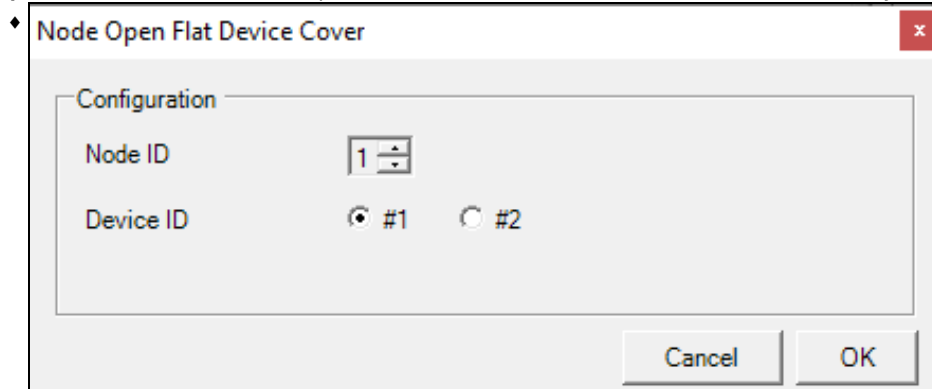 Node Open Flat Device Cover
x
Configuration
Node ID 1
Device ID #1 #2
Cancel OK